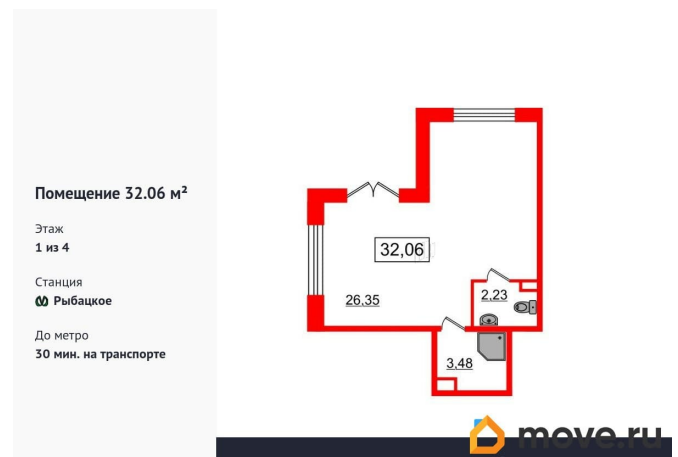 Помещение 32.06 м²
Этаж
1 из 4
Станция
Рыбацкое
До метро
30 мин. на транспорте
32,06
26.35
2.23
3.48
move.ru